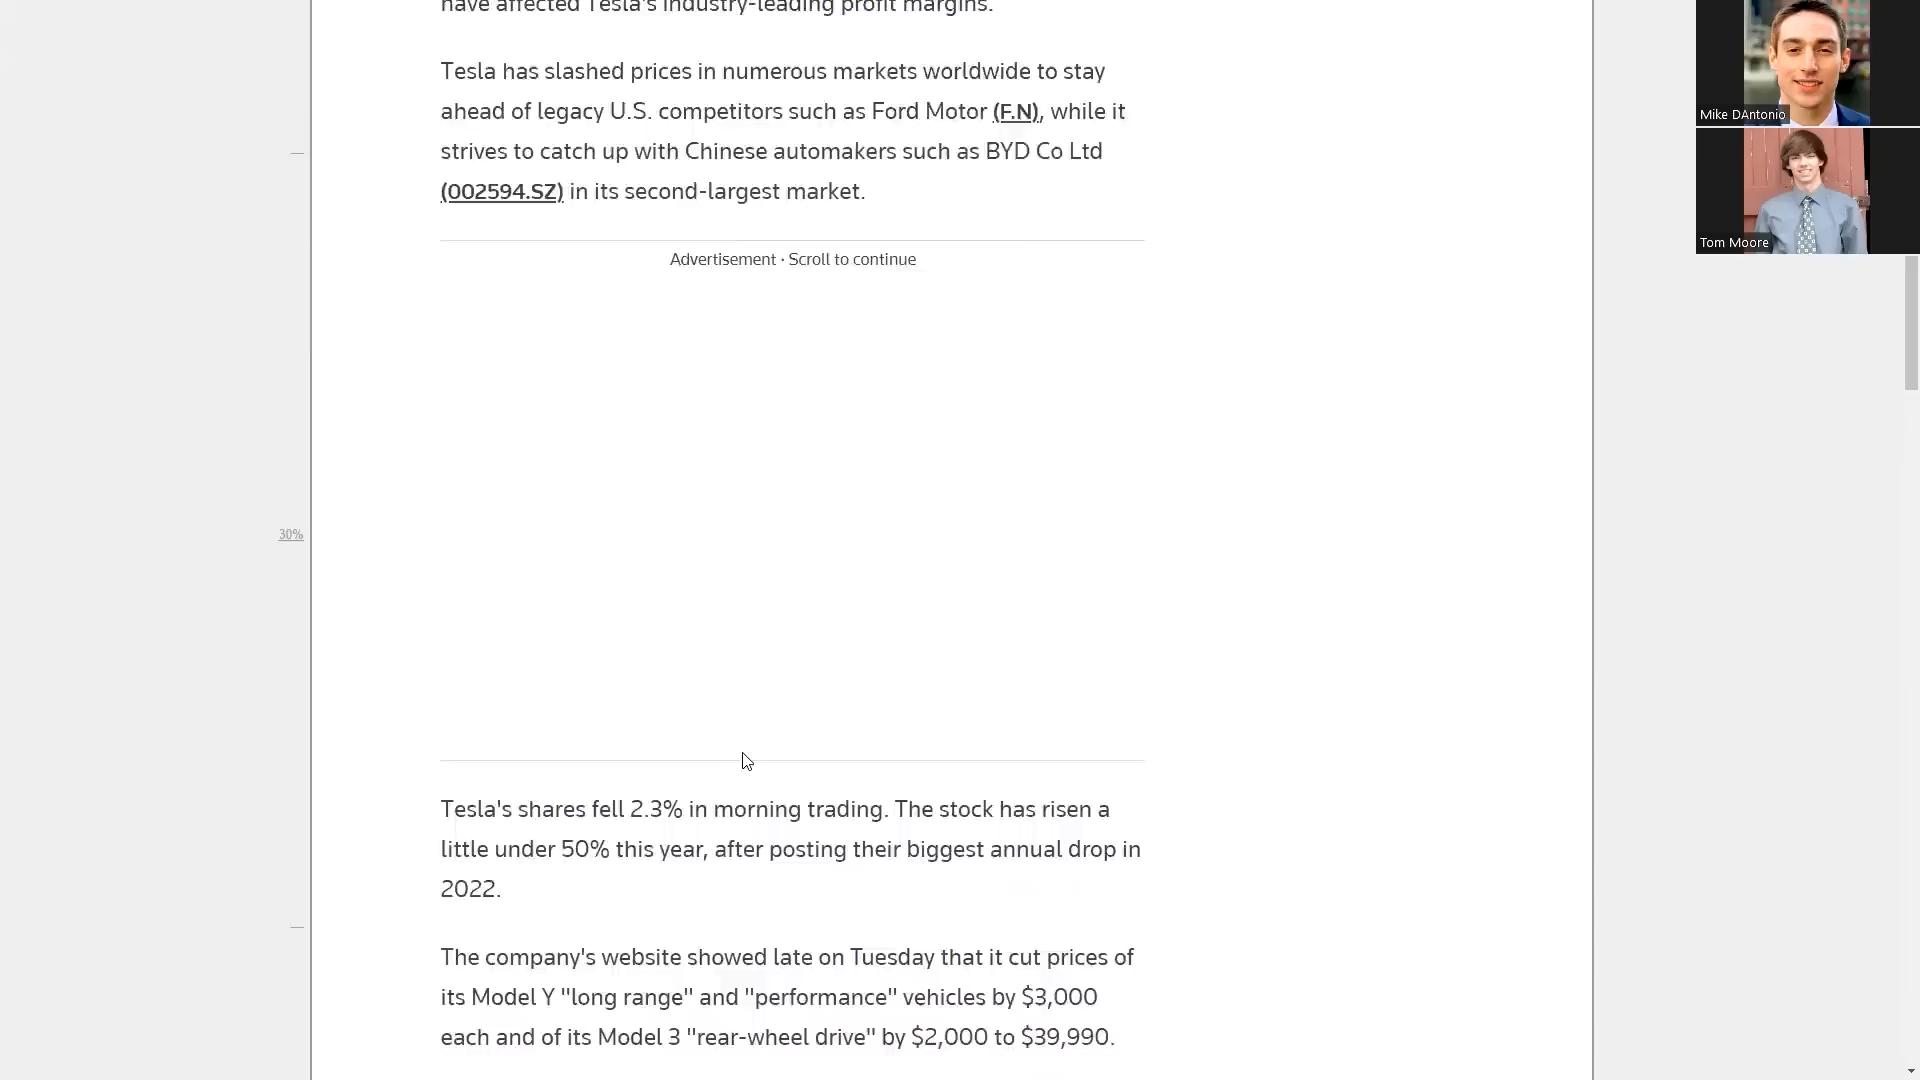 have affected Tesla's industry-leading profit margins.
Tesla has slashed prices in numerous markets worldwide to stay
ahead of legacy U.S. competitors such as Ford Motor (F.N), while it
strives to catch up with Chinese automakers such as BYD Co Ltd
(002594.SZ) in its second-largest market.
Advertisement · Scroll to continue
30%
Tesla's shares fell 2.3% in morning trading. The stock has risen a
little under 50% this year, after posting their biggest annual drop in
2022.
The company's website showed late on Tuesday that it cut prices of
its Model Y "long range" and "performance" vehicles by $3,000
each and of its Model 3 "rear-wheel drive" by $2,000 to $39,990.
Mike DAntonio
Tom Moore